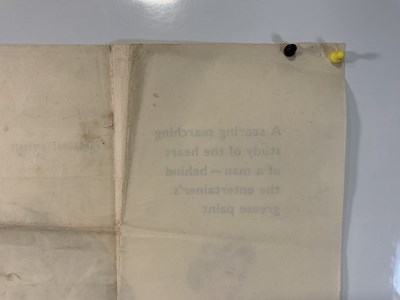 A searing searching
study of the heart
of a man – behind
the entertainer's
grease paint